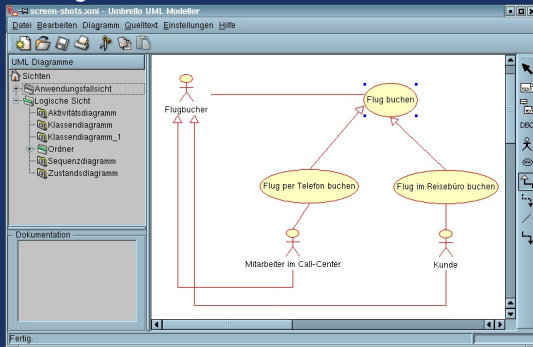 screen-shots.xmi - Umbrello UML Modeller
Datei Bearbeiten Diagramm Quelltext Einstellungen Hilfe
UML Diagramme
Sichten
Anwendungsfallsicht
Logische Sicht
Aktivitätsdiagramm
Klassendiagramm
Klassendiagramm_1
Ordner
Sequenzdiagramm
Zustandsdiagramm
Dokumentation
Flugbucher
Flug buchen
Flug per Telefon buchen
Flug im Reisebüro buchen
Mitarbeiter im Call-Center
Kunde
Fertig.